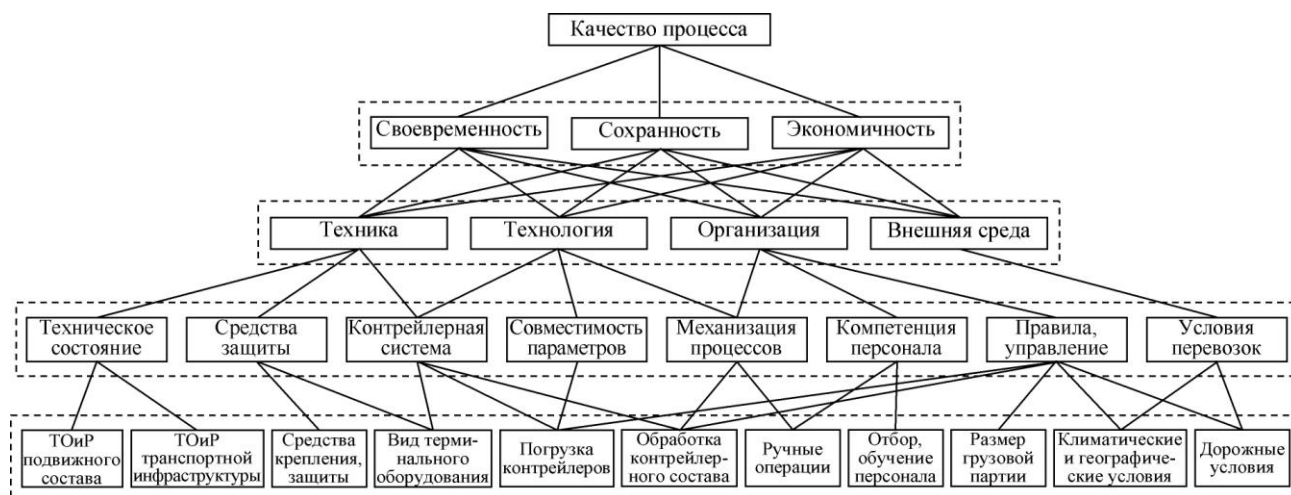 Качество процесса
Своевременность
Сохранность
Экономичность
Техника
Технология
Организация
Внешняя среда
Техническое
состояние
Средства
защиты
Контрейлерная
система
Совместимость
параметров
Механизация
процессов
Компетенция
персонала
Правила,
управление
Условия
перевозок
ТОиР
подвижного
состава
ТОиР
транспортной
инфраструктуры
Средства
крепления,
защиты
Вид терми-
нального
оборудования
Погрузка
контрейлеров
Обработка
контрейлер-
ного состава
Ручные
операции
Отбор,
обучение
персонала
Размер
грузовой
партии
Климатические
и географиче-
ские условия
Дорожные
условия